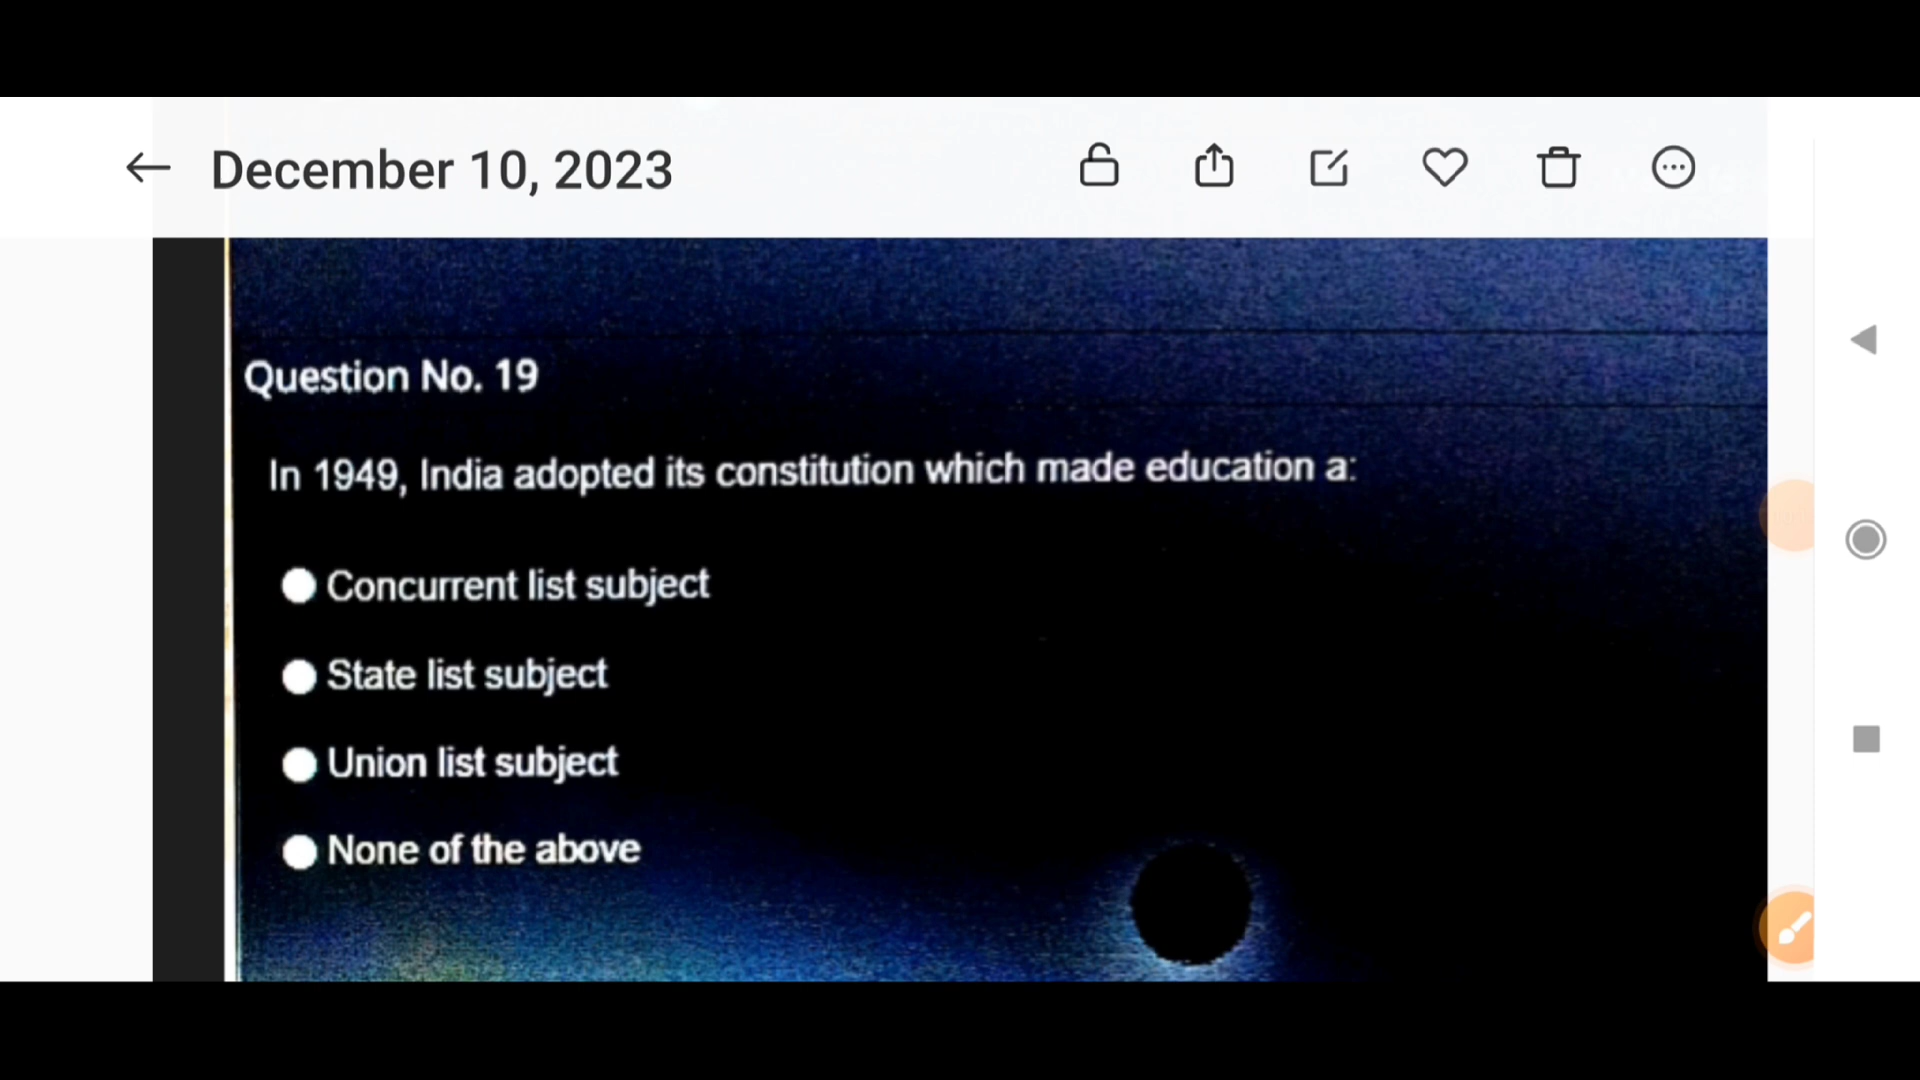 December 10, 2023
Question No. 19
In 1949, India adopted its constitution which made education a:
Concurrent list subject
State list subject
Union list subject
None of the above